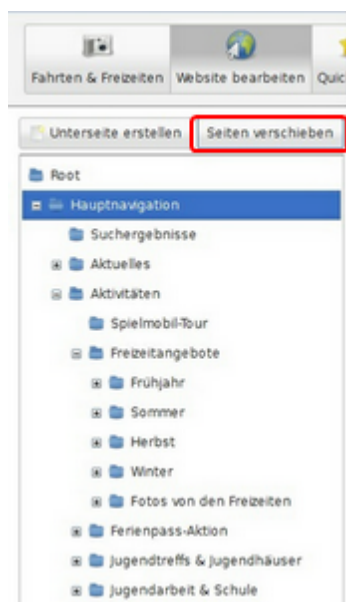 Fahrten & Freizeiten Website bearbeiten Quic
Unterseite erstellen Seiten verschieben
Root
Hauptnavigation
Suchergebnisse
Aktuelles
Aktivitäten
Spielmobil-Tour
Freizeitangebote
Frühjahr
Sommer
Herbst
Winter
Fotos von den Freizeiten
Ferienpass-Aktion
Jugendtreffs & Jugendhäuser
Jugendarbeit & Schule